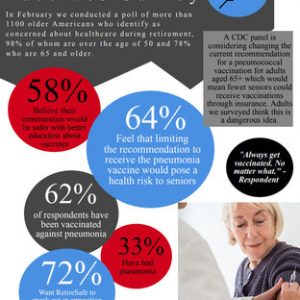 In February we conducted a poll of more than
1100 older Americans who identify as
concerned about healthcare during retirement,
98% of whom are over the age of 50 and 78%
who are 65 and older.
A CDC panel is
considering changing the
current recommendation
for a pneumococcal
vaccination for adults
aged 65+ which would
mean fewer seniors could
receive vaccinations
through insurance. Adults
we surveyed think this is
a dangerous idea.
58%
Believe their
communities would
be safer with better
education about
vaccines
64%
Feel that limiting
the recommendation to
receive the pneumonia
vaccine would pose a
health risk to seniors
"Always get
vaccinated. No
matter what." -
Respondent
62%
of respondents have
been vaccinated
against pneumonia
33%
Have had
pneumonia
72%
Want RetireSafe to